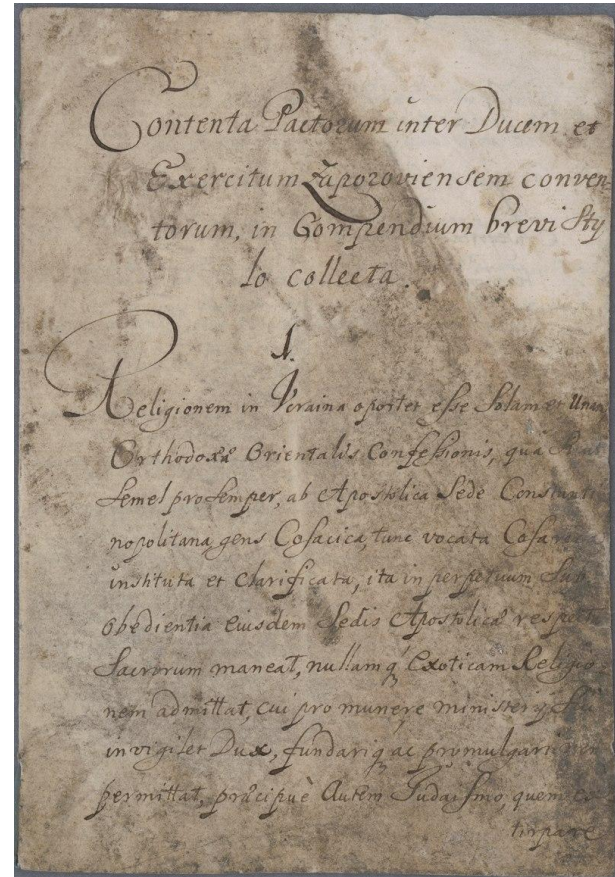 Contenta Pactorum inter Ducem et
Exercitum Zaporoviensem conven
torum, in Compendium brevi Sty
lo collecta.
1.
Religionem in Ucraina oportet esse Solam et Unam
Orthodoxæ Orientalis Confessionis, qua
Semel pro Semper, ab Apostolica Sede Constanti
nopolitana, gens Cosacica, tunc vocata
instituta et Clarificata, ita in perpetuum Sub
Obedientia eiusdem Sedis Apostolicæ respectu
Sacrorum maneat, nullamq́ Exoticam Religio
nem admittat, cui pro munere ministerij
invigilet Dux, fundariq ac promulgari non
permittat, præcipuè Autem Judaismo, quem ex
tirpare